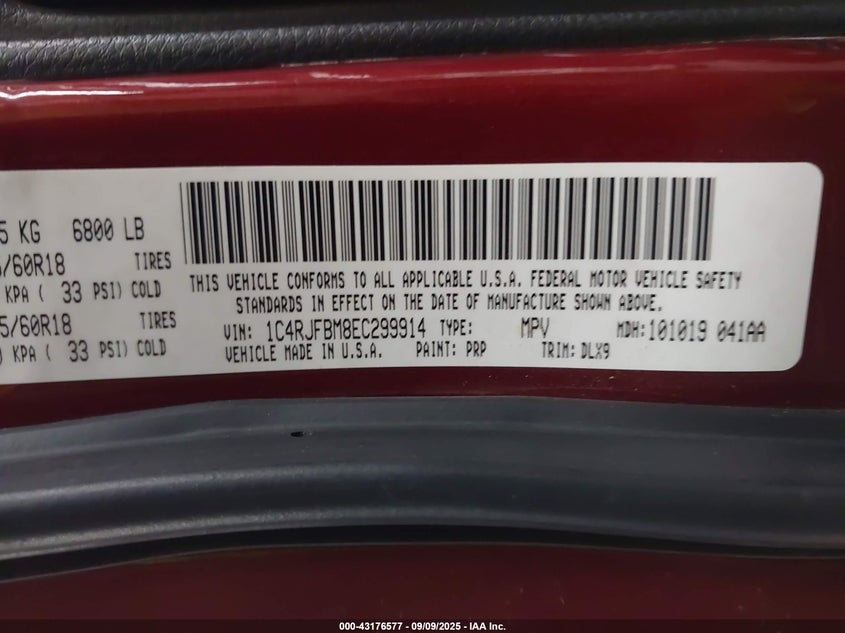 5 KG 6800 LB
/60R18 TIRES
KPA ( 33 PSI) COLD
5/60R18 TIRES
KPA ( 33 PSI) COLD
THIS VEHICLE CONFORMS TO ALL APPLICABLE U.S.A. FEDERAL MOTOR VEHICLE SAFETY
STANDARDS IN EFFECT ON THE DATE OF MANUFACTURE SHOWN ABOVE.
VIN: 1C4RJFBM8EC299914 TYPE: MPV MDH:101019 041AA
VEHICLE MADE IN U.S.A. PAINT: PRP TRIM: DLX9
000-43176577 - 09/09/2025 - IAA Inc.